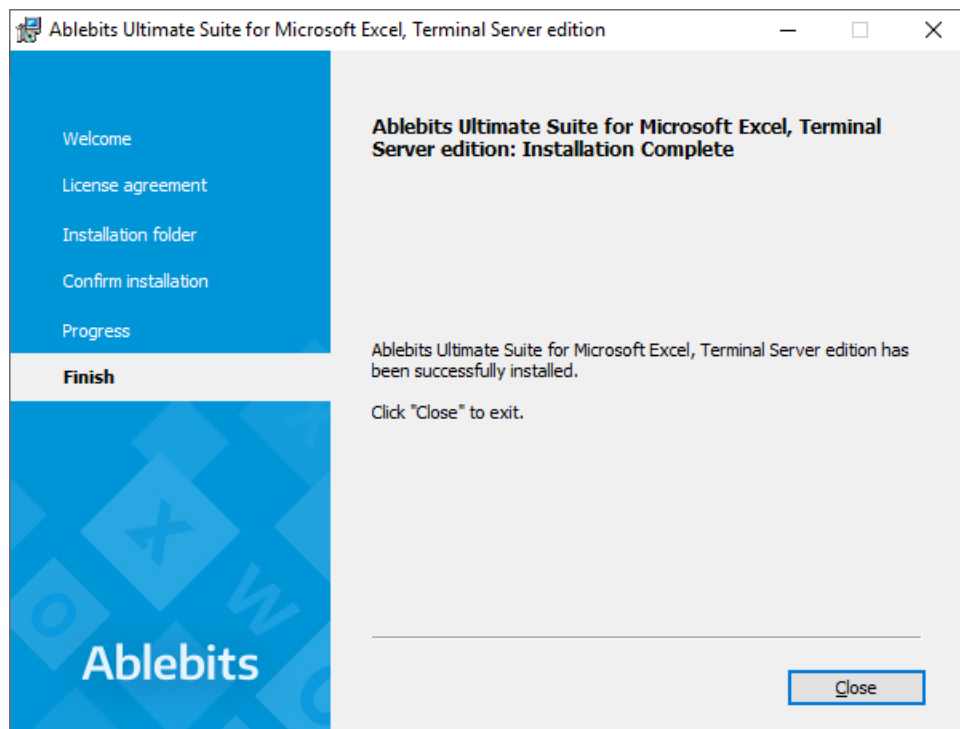 Ablebits Ultimate Suite for Microsoft Excel, Terminal Server edition
Welcome
License agreement
Installation folder
Confirm installation
Progress
Finish
Ablebits
Ablebits Ultimate Suite for Microsoft Excel, Terminal
Server edition: Installation Complete
Ablebits Ultimate Suite for Microsoft Excel, Terminal Server edition has
been successfully installed.
Click "Close" to exit.
Close
X
X
W
O